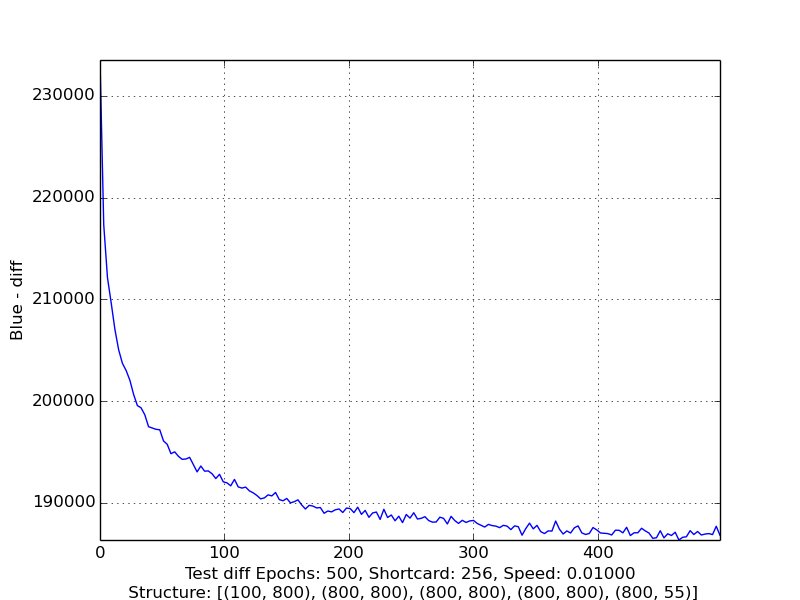 230000
220000
210000
200000
190000
Blue - diff
0 100 200 300 400
Test diff Epochs: 500, Shortcard: 256, Speed: 0.01000
Structure: [(100, 800), (800, 800), (800, 800), (800, 800), (800, 55)]